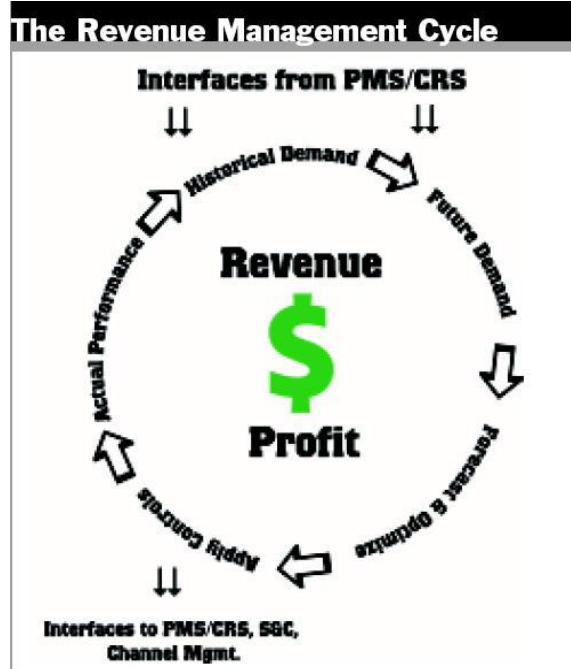 The Revenue Management Cycle
Interfaces from PMS/CRS
Historical Demand
Future Demand
Forecast & Optimize
Apply Controls
Actual Performance
Revenue
$
Profit
Interfaces to PMS/CRS, S&C,
Channel Mgmt.